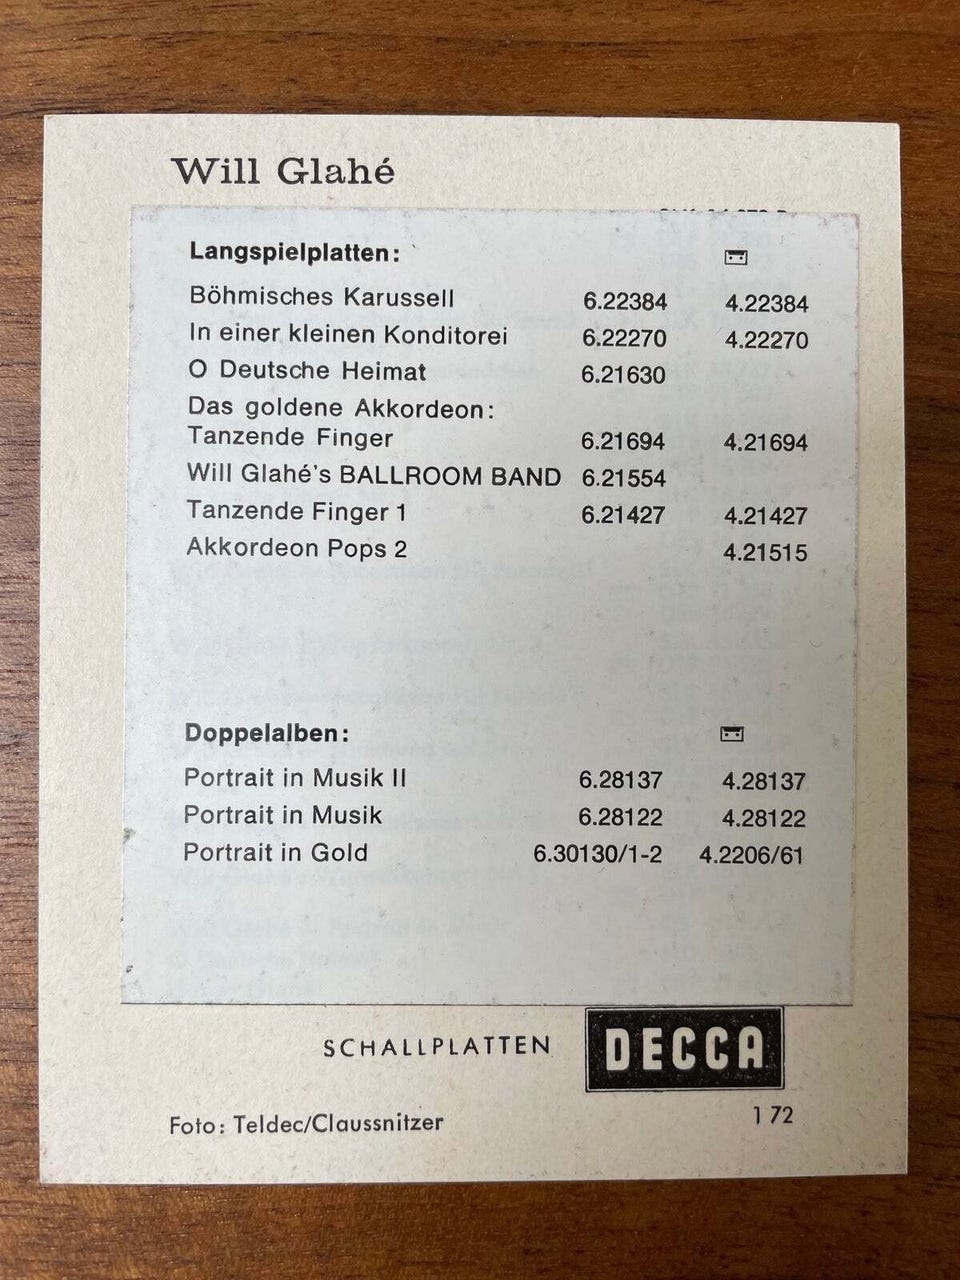 Will Glahé
Langspielplatten:
Böhmisches Karussell 6.22384 4.22384
In einer kleinen Konditorei 6.22270 4.22270
O Deutsche Heimat 6.21630
Das goldene Akkordeon:
Tanzende Finger 6.21694 4.21694
Will Glahé's BALLROOM BAND 6.21554
Tanzende Finger 1 6.21427 4.21427
Akkordeon Pops 2 4.21515
Doppelalben:
Portrait in Musik II 6.28137 4.28137
Portrait in Musik 6.28122 4.28122
Portrait in Gold 6.30130/1-2 4.2206/61
SCHALLPLATTEN DECCA
Foto: Teldec/Claussnitzer 1 72